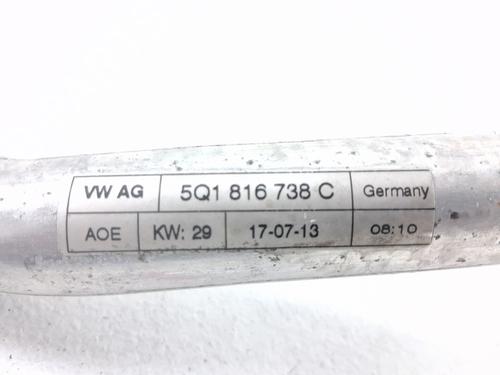 VW AG 5Q1 816 738 C Germany
AOE KW: 29 17-07-13 08:10